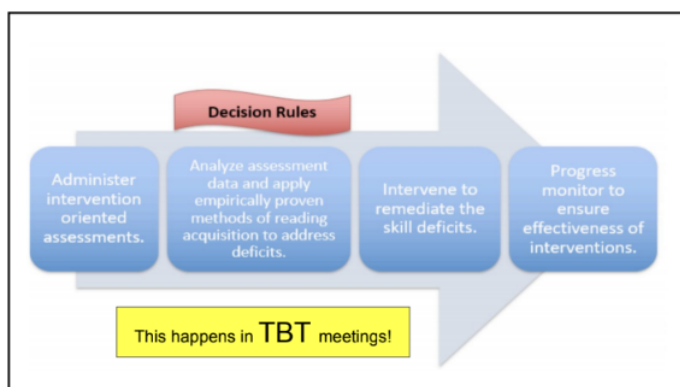 Decision Rules
Administer
intervention
oriented
assessments.
Analyze assessment
data and apply
empirically proven
methods of reading
acquisition to address
deficits.
Intervene to
remediate the
skill deficits.
Progress
monitor to
ensure
effectiveness of
interventions.
This happens in TBT meetings!